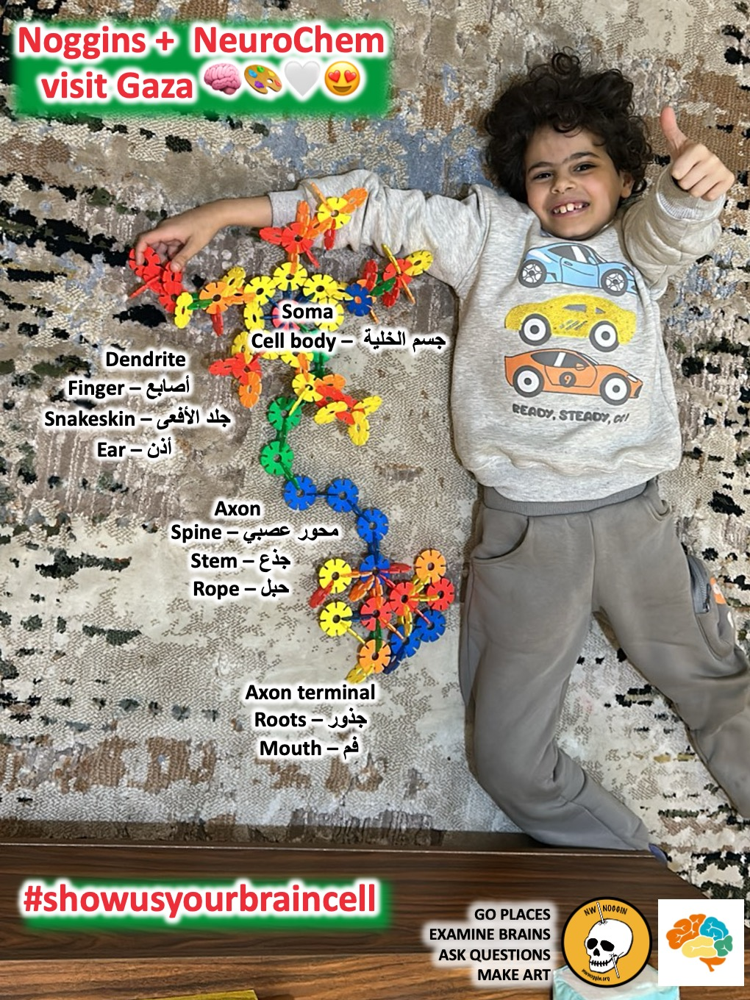 Noggins + NeuroChem
visit Gaza 🧠🎨🤍😍
READY, STEADY, GO!
9
Soma
Cell body – جسم الخلية
Dendrite
Finger – أصابع
Snakeskin – جلد الأفعى
Ear – أذن
Axon
Spine – محور عصبي
Stem – جذع
Rope – حبل
Axon terminal
Roots – جذور
Mouth – فم
#showusyourbraincell
GO PLACES
EXAMINE BRAINS
ASK QUESTIONS
MAKE ART
NW NOGGIN
nwnoggin.org